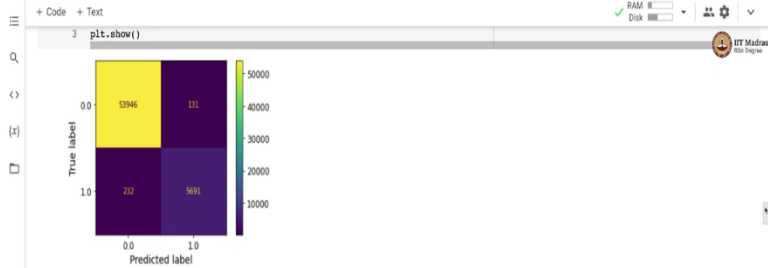 + Code + Text
RAM
Disk
3 plt.show()
IIT Madras
BSc Degree
True label
0.0 53946 131
1.0 232 5691
0.0 1.0
Predicted label
50000
40000
30000
20000
10000
{x}